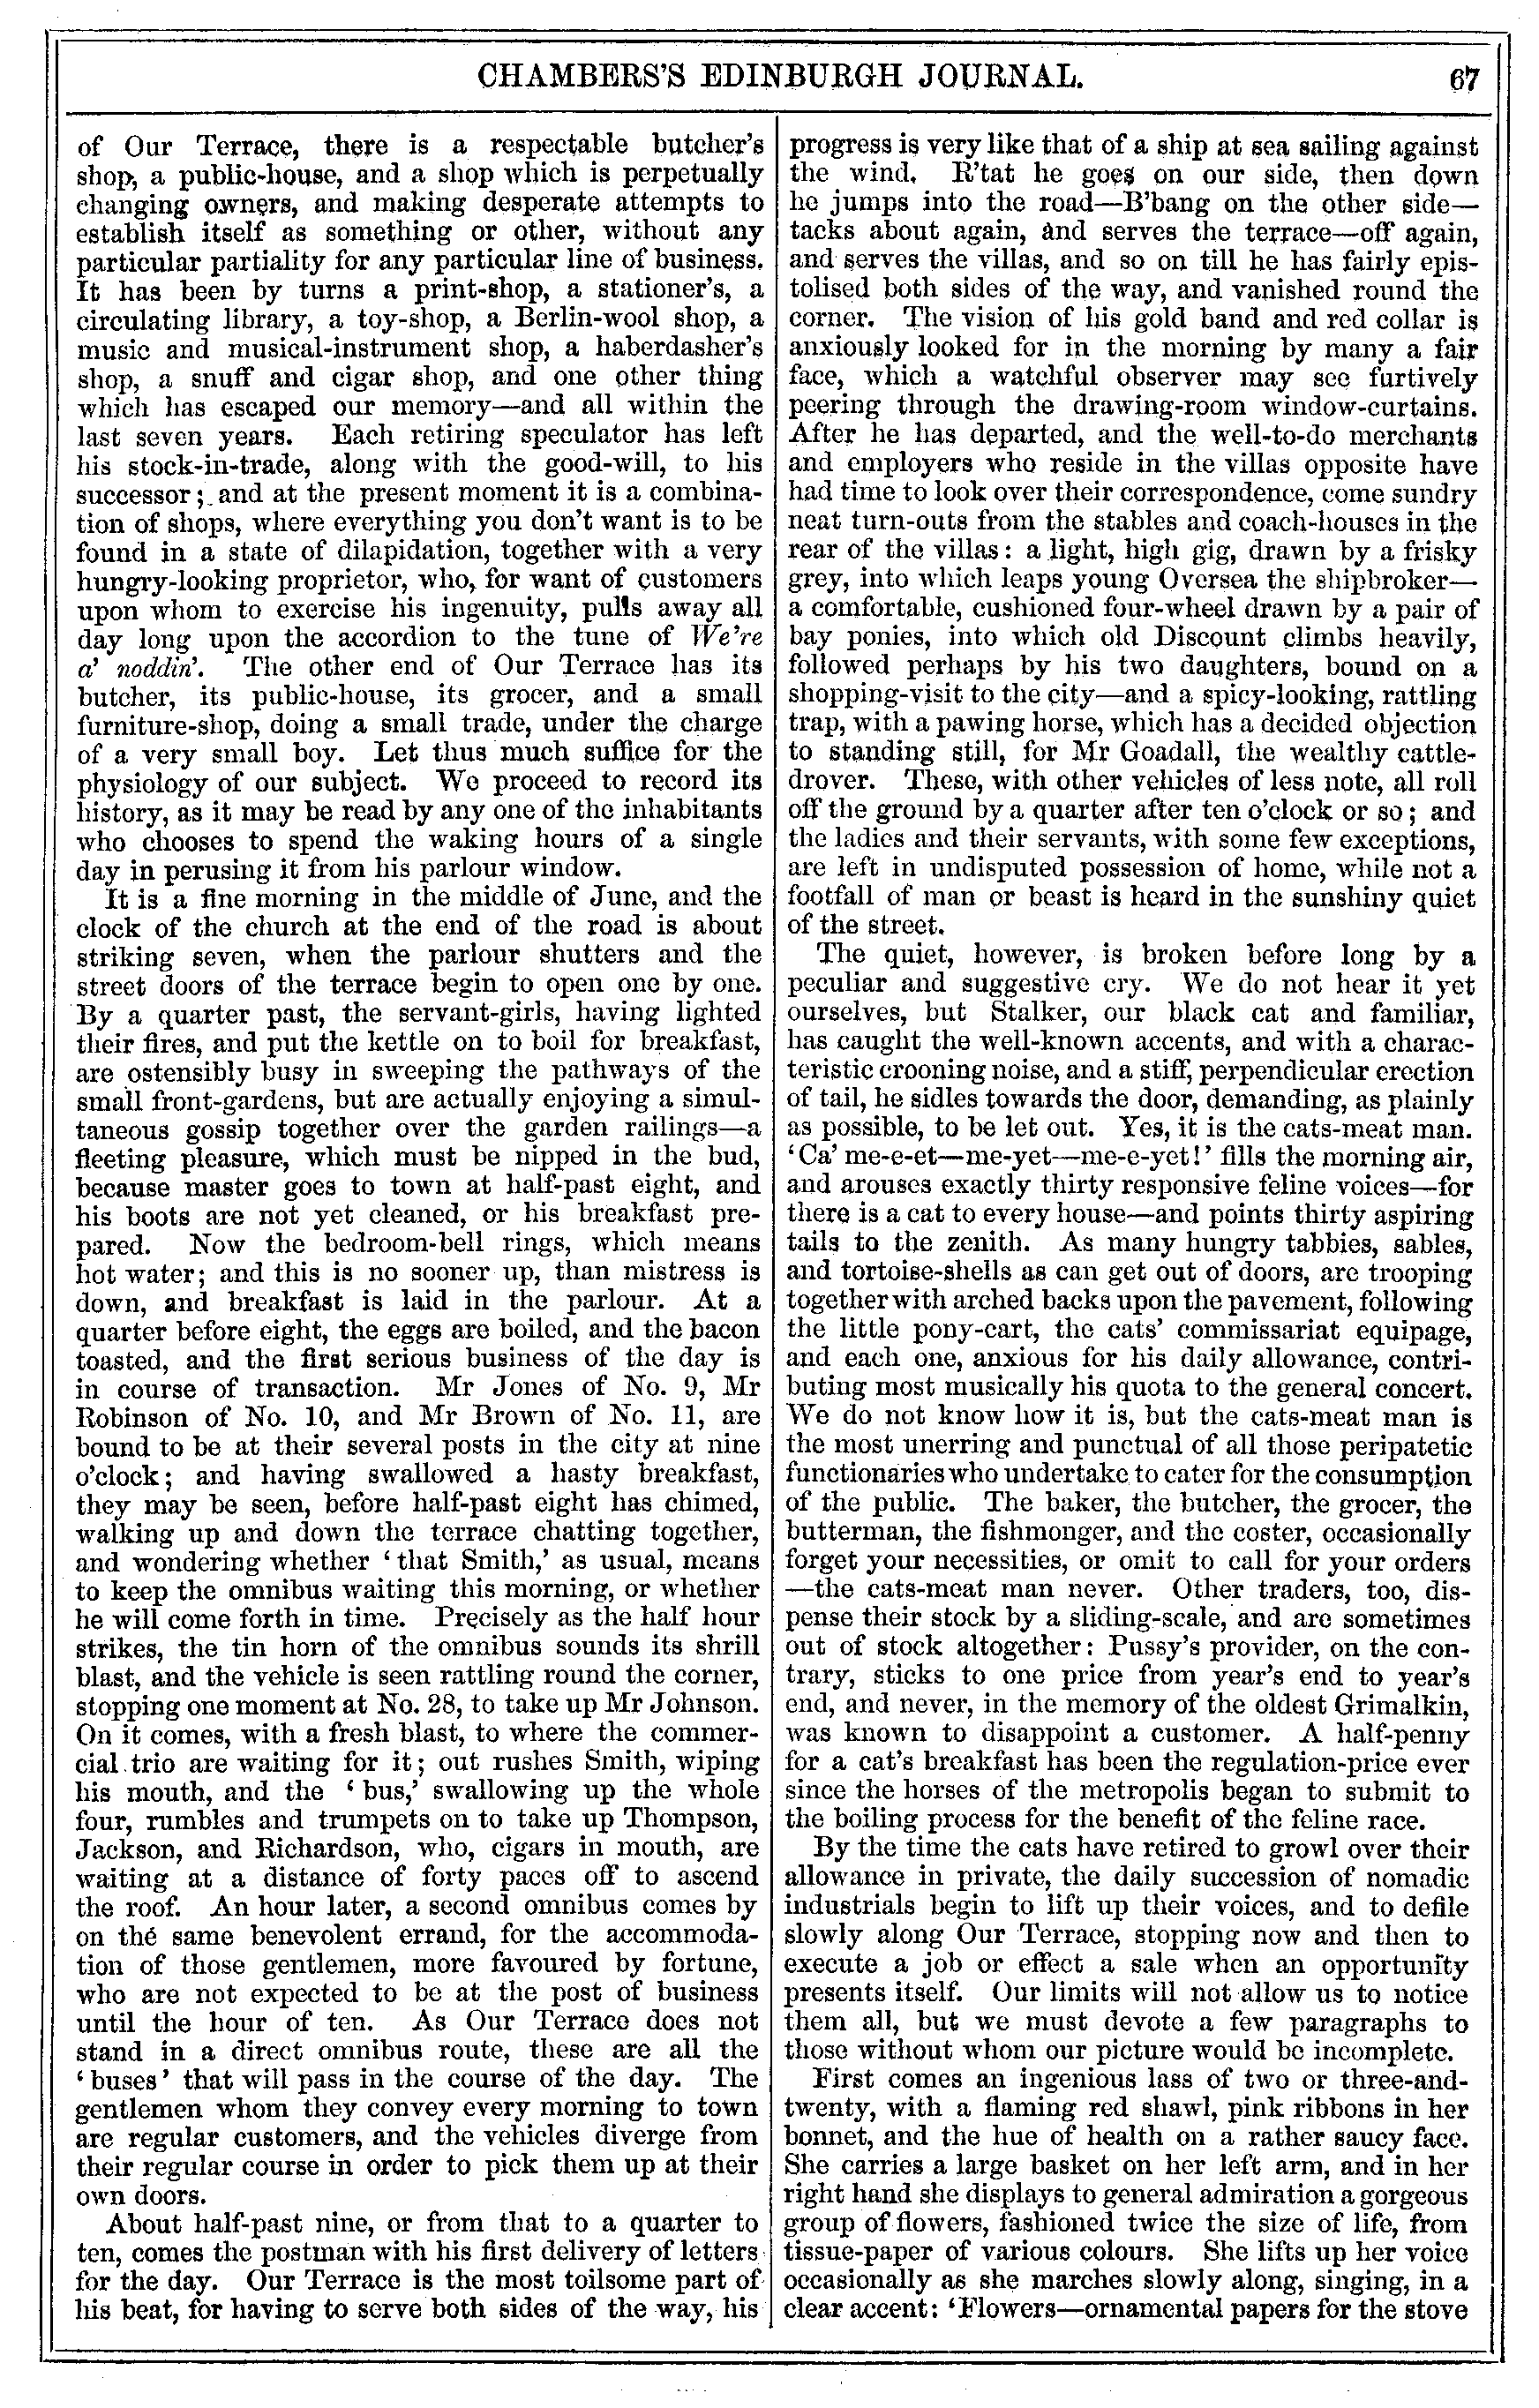 CHAMBERS'S EDINBURGH JOURNAL.
67
of Our Terrace, there is a respectable butcher's
shop, a public-house, and a shop which is perpetually
changing owners, and making desperate attempts to
establish itself as something or other, without any
particular partiality for any particular line of business.
It has been by turns a print-shop, a stationer's, a
circulating library, a toy-shop, a Berlin-wool shop, a
music and musical-instrument shop, a haberdasher's
shop, a snuff and cigar shop, and one other thing
which has escaped our memory—and all within the
last seven years. Each retiring speculator has left
his stock-in-trade, along with the good-will, to his
successor; and at the present moment it is a combina-
tion of shops, where everything you don't want is to be
found in a state of dilapidation, together with a very
hungry-looking proprietor, who, for want of customers
upon whom to exercise his ingenuity, pulls away all
day long upon the accordion to the tune of We're
a' noddin'. The other end of Our Terrace has its
butcher, its public-house, its grocer, and a small
furniture-shop, doing a small trade, under the charge
of a very small boy. Let thus much suffice for the
physiology of our subject. We proceed to record its
history, as it may be read by any one of the inhabitants
who chooses to spend the waking hours of a single
day in perusing it from his parlour window.
It is a fine morning in the middle of June, and the
clock of the church at the end of the road is about
striking seven, when the parlour shutters and the
street doors of the terrace begin to open one by one.
By a quarter past, the servant-girls, having lighted
their fires, and put the kettle on to boil for breakfast,
are ostensibly busy in sweeping the pathways of the
small front-gardens, but are actually enjoying a simul-
taneous gossip together over the garden railings—a
fleeting pleasure, which must be nipped in the bud,
because master goes to town at half-past eight, and
his boots are not yet cleaned, or his breakfast pre-
pared. Now the bedroom-bell rings, which means
hot water; and this is no sooner up, than mistress is
down, and breakfast is laid in the parlour. At a
quarter before eight, the eggs are boiled, and the bacon
toasted, and the first serious business of the day is
in course of transaction. Mr Jones of No. 9, Mr
Robinson of No. 10, and Mr Brown of No. 11, are
bound to be at their several posts in the city at nine
o'clock; and having swallowed a hasty breakfast,
they may be seen, before half-past eight has chimed,
walking up and down the terrace chatting together,
and wondering whether 'that Smith,' as usual, means
to keep the omnibus waiting this morning, or whether
he will come forth in time. Precisely as the half hour
strikes, the tin horn of the omnibus sounds its shrill
blast, and the vehicle is seen rattling round the corner,
stopping one moment at No. 28, to take up Mr Johnson.
On it comes, with a fresh blast, to where the commer-
cial trio are waiting for it; out rushes Smith, wiping
his mouth, and the 'bus,' swallowing up the whole
four, rumbles and trumpets on to take up Thompson,
Jackson, and Richardson, who, cigars in mouth, are
waiting at a distance of forty paces off to ascend
the roof. An hour later, a second omnibus comes by
on the same benevolent errand, for the accommoda-
tion of those gentlemen, more favoured by fortune,
who are not expected to be at the post of business
until the hour of ten. As Our Terrace does not
stand in a direct omnibus route, these are all the
'buses' that will pass in the course of the day. The
gentlemen whom they convey every morning to town
are regular customers, and the vehicles diverge from
their regular course in order to pick them up at their
own doors.
About half-past nine, or from that to a quarter to
ten, comes the postman with his first delivery of letters
for the day. Our Terrace is the most toilsome part of
his beat, for having to serve both sides of the way, his
progress is very like that of a ship at sea sailing against
the wind. R'tat he goes on our side, then down
he jumps into the road—B'bang on the other side—
tacks about again, and serves the terrace—off again,
and serves the villas, and so on till he has fairly epis-
tolised both sides of the way, and vanished round the
corner. The vision of his gold band and red collar is
anxiously looked for in the morning by many a fair
face, which a watchful observer may see furtively
peering through the drawing-room window-curtains.
After he has departed, and the well-to-do merchants
and employers who reside in the villas opposite have
had time to look over their correspondence, come sundry
neat turn-outs from the stables and coach-houses in the
rear of the villas: a light, high gig, drawn by a frisky
grey, into which leaps young Oversea the shipbroker—
a comfortable, cushioned four-wheel drawn by a pair of
bay ponies, into which old Discount climbs heavily,
followed perhaps by his two daughters, bound on a
shopping-visit to the city—and a spicy-looking, rattling
trap, with a pawing horse, which has a decided objection
to standing still, for Mr Goadall, the wealthy cattle-
drover. These, with other vehicles of less note, all roll
off the ground by a quarter after ten o'clock or so; and
the ladies and their servants, with some few exceptions,
are left in undisputed possession of home, while not a
footfall of man or beast is heard in the sunshiny quiet
of the street.
The quiet, however, is broken before long by a
peculiar and suggestive cry. We do not hear it yet
ourselves, but Stalker, our black cat and familiar,
has caught the well-known accents, and with a charac-
teristic crooning noise, and a stiff, perpendicular erection
of tail, he sidles towards the door, demanding, as plainly
as possible, to be let out. Yes, it is the cats-meat man.
'Ca' me-e-et—me-yet—me-e-yet!' fills the morning air,
and arouses exactly thirty responsive feline voices—for
there is a cat to every house—and points thirty aspiring
tails to the zenith. As many hungry tabbies, sables,
and tortoise-shells as can get out of doors, are trooping
together with arched backs upon the pavement, following
the little pony-cart, the cats' commissariat equipage,
and each one, anxious for his daily allowance, contri-
buting most musically his quota to the general concert.
We do not know how it is, but the cats-meat man is
the most unerring and punctual of all those peripatetic
functionaries who undertake to cater for the consumption
of the public. The baker, the butcher, the grocer, the
butterman, the fishmonger, and the coster, occasionally
forget your necessities, or omit to call for your orders
—the cats-meat man never. Other traders, too, dis-
pense their stock by a sliding-scale, and are sometimes
out of stock altogether: Pussy's provider, on the con-
trary, sticks to one price from year's end to year's
end, and never, in the memory of the oldest Grimalkin,
was known to disappoint a customer. A half-penny
for a cat's breakfast has been the regulation-price ever
since the horses of the metropolis began to submit to
the boiling process for the benefit of the feline race.
By the time the cats have retired to growl over their
allowance in private, the daily succession of nomadic
industrials begin to lift up their voices, and to defile
slowly along Our Terrace, stopping now and then to
execute a job or effect a sale when an opportunity
presents itself. Our limits will not allow us to notice
them all, but we must devote a few paragraphs to
those without whom our picture would be incomplete.
First comes an ingenious lass of two or three-and-
twenty, with a flaming red shawl, pink ribbons in her
bonnet, and the hue of health on a rather saucy face.
She carries a large basket on her left arm, and in her
right hand she displays to general admiration a gorgeous
group of flowers, fashioned twice the size of life, from
tissue-paper of various colours. She lifts up her voice
occasionally as she marches slowly along, singing, in a
clear accent: 'Flowers—ornamental papers for the stove